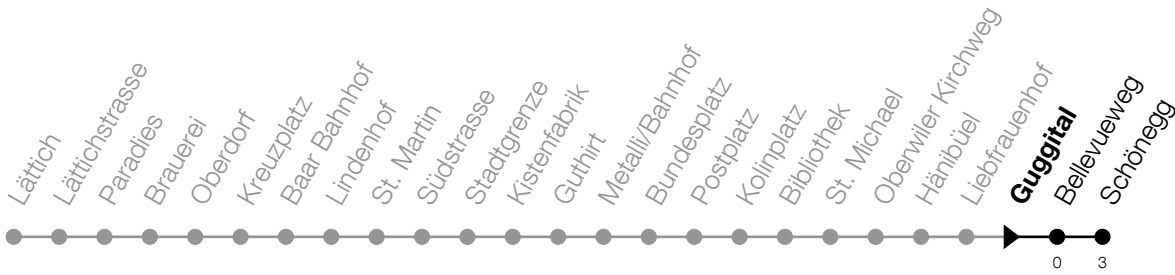 Lättich
Lättichstrasse
Paradies
Brauerei
Oberdorf
Kreuzplatz
Baar Bahnhof
Lindenhof
St. Martin
Südstrasse
Stadtgrenze
Kistenfabrik
Guthirt
Metalli/Bahnhof
Bundesplatz
Postplatz
Kolinplatz
Bibliothek
St. Michael
Oberwiler Kirchweg
Hänibüel
Liebfrauenhof
Guggital
Bellevueweg
Schönegg
0
3